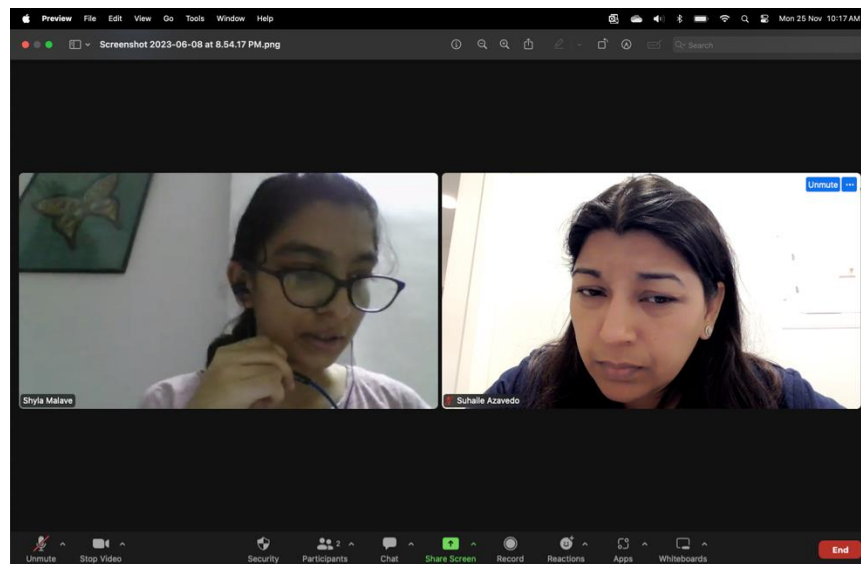 Preview File Edit View Go Tools Window Help Mon 25 Nov 10:17 AM
Screenshot 2023-06-08 at 8.54.17 PM.png Search
Unmute
Shyla Malave
Suhaile Azavedo
Unmute Stop Video Security Participants 2 Chat Share Screen Record Reactions Apps Whiteboards End